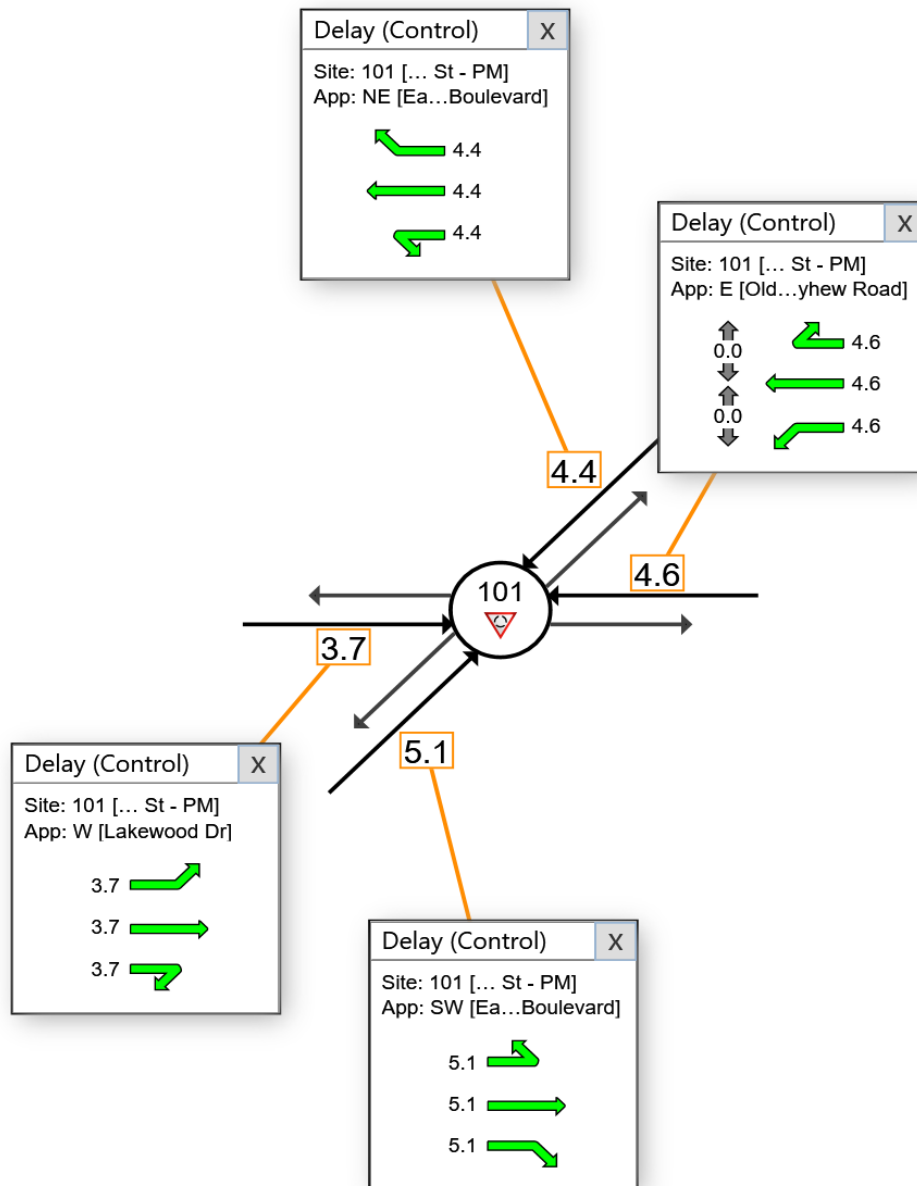 Delay (Control) X
Site: 101 [... St - PM]
App: NE [Ea...Boulevard]
4.4
4.4
4.4
Delay (Control) X
Site: 101 [... St - PM]
App: E [Old...yhew Road]
0.0
0.0
4.6
4.6
4.6
4.4
4.6
101
3.7
5.1
Delay (Control) X
Site: 101 [... St - PM]
App: W [Lakewood Dr]
3.7
3.7
3.7
Delay (Control) X
Site: 101 [... St - PM]
App: SW [Ea...Boulevard]
5.1
5.1
5.1